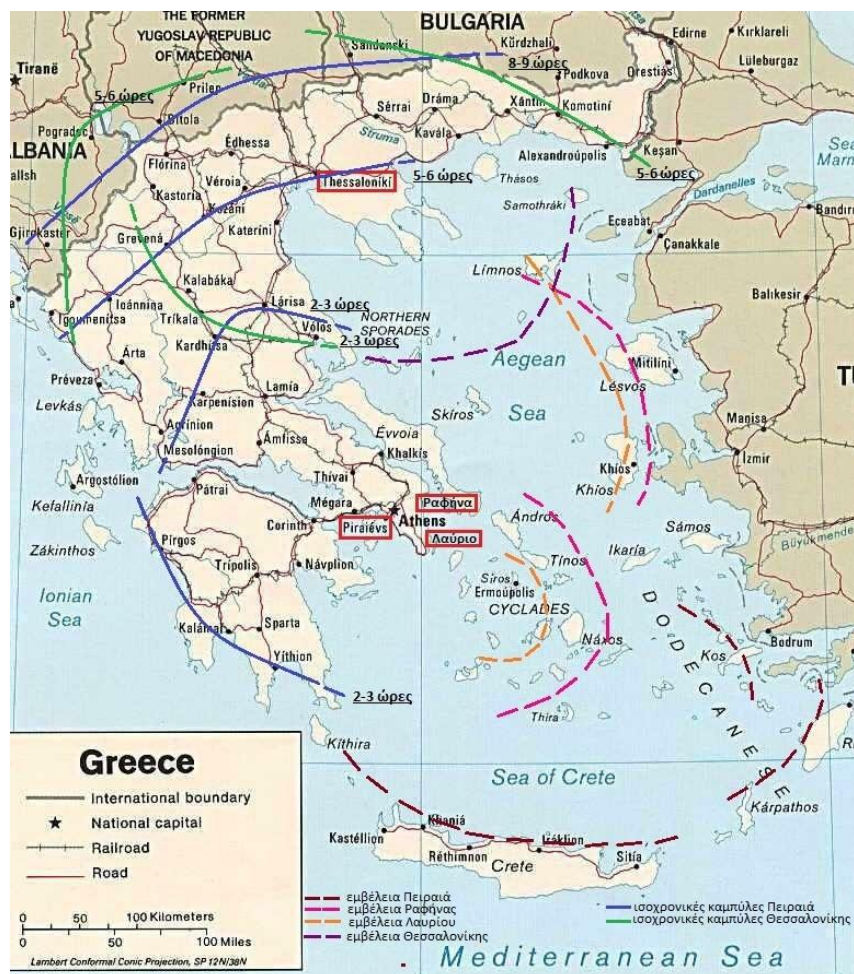 THE FORMER
YUGOSLAV REPUBLIC
OF MACEDONIA
BULGARIA
Tiranë
Sandanski
Kŭrdzhali
Edirne
Kırklareli
8-9 ώρες
Podkova
Orestiás
Lüleburgaz
5-6 ώρες
Prilep
Bitola
Pogradec
ALBANIA
Sérrai
Dráma
Xánthi
Komotiní
Struma
Kavála
Édhessa
Flórina
Alexandroúpolis
Keşan
Kastoria
Véroia
Thessaloníki
5-6 ώρες
Thásos
5-6 ώρες
Kozáni
Samothráki
Dardanelles
Gjirokastër
Grevená
Kateríni
Eceabat
Çanakkale
Límnos
Kalabáka
Balıkesir
Igoumenítsa
Ioánnina
Lárisa
2-3 ώρες
NORTHERN
SPORADES
Tríkala
Vólos
Kardhítsa
2-3 ώρες
Aegean
Sea
Mitilíni
Lésvos
Árta
Préveza
Levkás
Karpenísion
Lamía
Skíros
Manisa
Agrínion
Ámfissa
Évvoia
İzmir
Mesolóngion
Khalkís
Khíos
Khíos
Argostólion
Kefallinía
Pátrai
Thívai
Mégara
Ραφήνα
Athens
Ándros
Sámos
Zákinthos
Corinth
Piraiévs
Λαύριο
Pírgos
Trípolis
Návplion
Tínos
Ikaría
Ionian
Sea
Síros
Ermoúpolis
CYCLADES
DODECANESE
Kalámai
Sparta
Náxos
Bodrum
Kos
Yíthion
2-3 ώρες
Thíra
Kíthira
Sea of Crete
Kárpathos
Kastéllion
Khaniá
Réthimnon
Iráklion
Crete
Sitía
Greece
International boundary
National capital
Railroad
Road
0 50 100 Kilometers
0 50 100 Miles
Lambert Conformal Conic Projection, SP 12N/38N
εμβέλεια Πειραιά
εμβέλεια Ραφήνας
εμβέλεια Λαυρίου
εμβέλεια Θεσσαλονίκης
ισοχρονικές καμπύλες Πειραιά
ισοχρονικές καμπύλες Θεσσαλονίκης
Mediterranean Sea